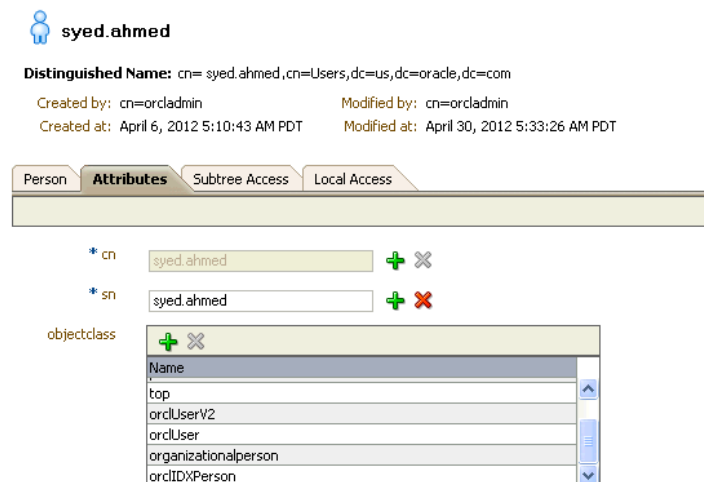 syed.ahmed
Distinguished Name: cn= syed.ahmed,cn=Users,dc=us,dc=oracle,dc=com
Created by: cn=orcladmin Modified by: cn=orcladmin
Created at: April 6, 2012 5:10:43 AM PDT Modified at: April 30, 2012 5:33:26 AM PDT
Person Attributes Subtree Access Local Access
* cn syed.ahmed
* sn syed.ahmed
objectclass
Name
top
orclUserV2
orclUser
organizationalperson
orclIDXPerson